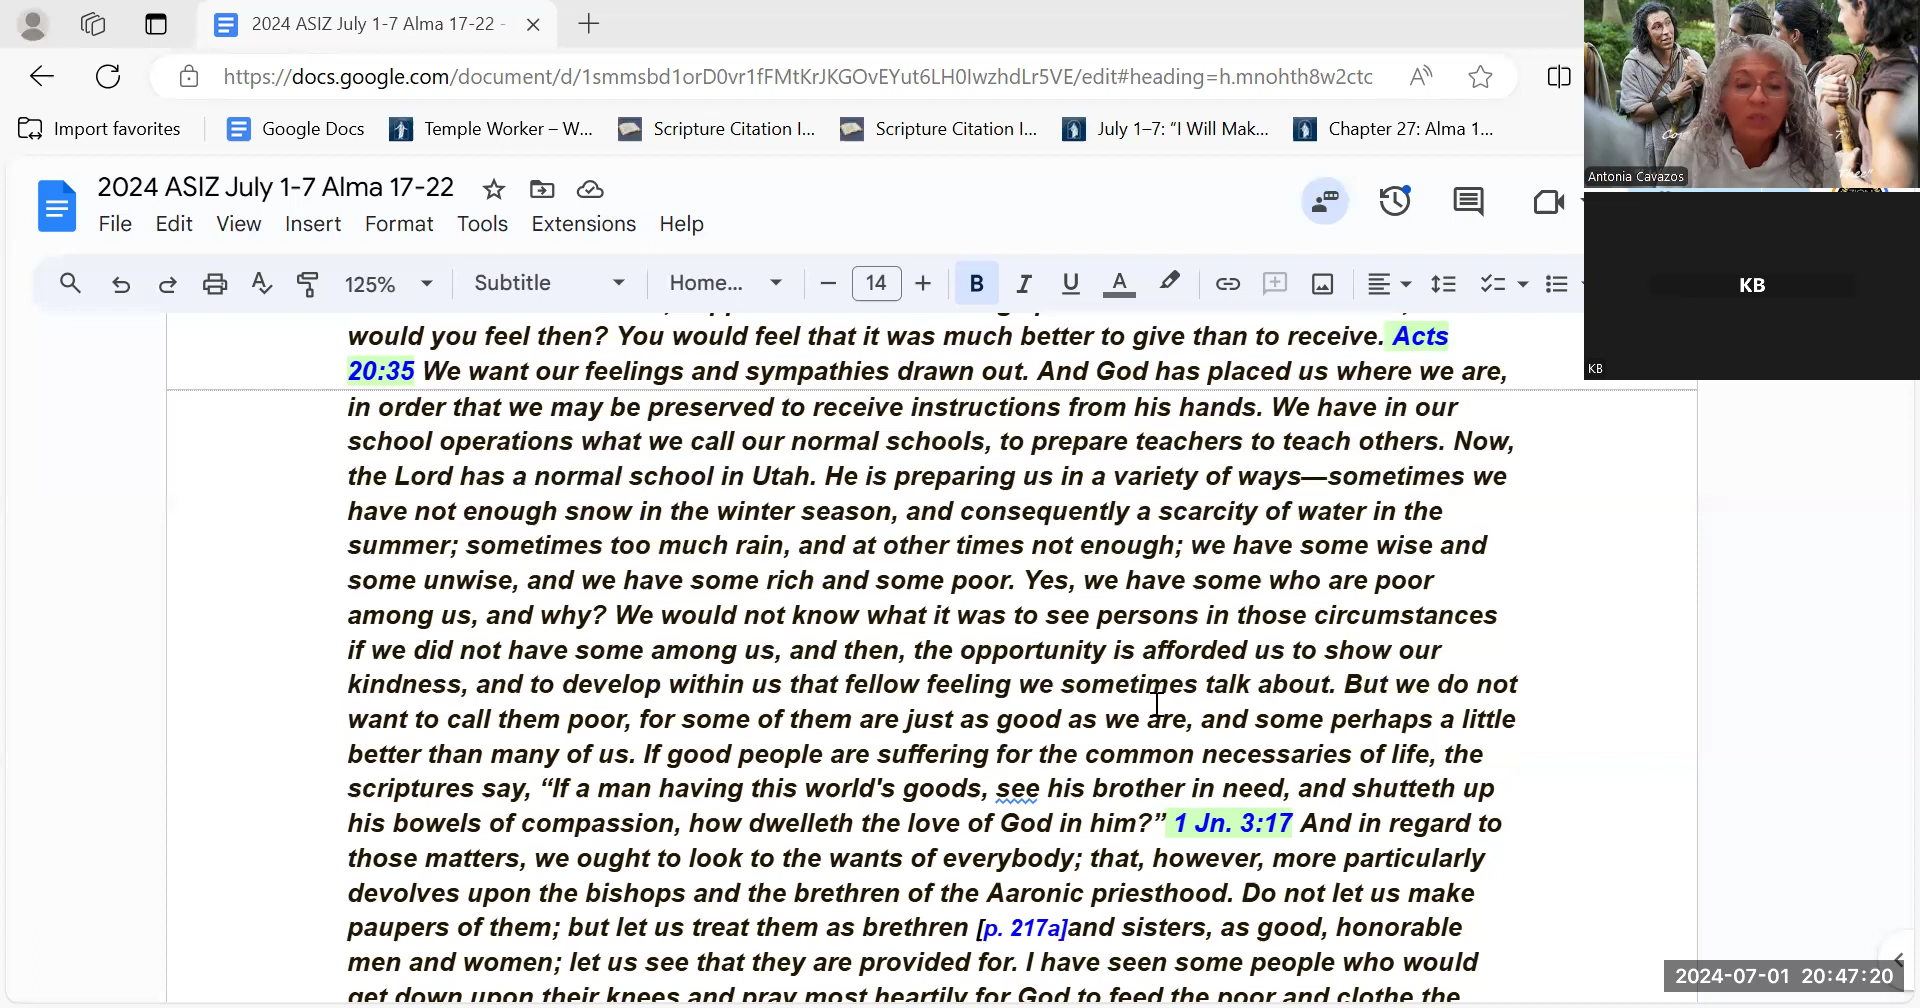 2024 ASIZ July 1-7 Alma 17-22 -
https://docs.google.com/document/d/1smmsbd1orD0vr1fFMtKrJKGOvEYut6LH0IwzhdLr5VE/edit#heading=h.mnohth8w2ctc
Import favorites
Google Docs
Temple Worker – W...
Scripture Citation I...
Scripture Citation I...
July 1–7: “I Will Mak...
Chapter 27: Alma 1...
Antonia Cavazos
2024 ASIZ July 1-7 Alma 17-22
File Edit View Insert Format Tools Extensions Help
KB
125% Subtitle Home... 14 B I U A
KB
would you feel then? You would feel that it was much better to give than to receive. Acts
20:35 We want our feelings and sympathies drawn out. And God has placed us where we are,
in order that we may be preserved to receive instructions from his hands. We have in our
school operations what we call our normal schools, to prepare teachers to teach others. Now,
the Lord has a normal school in Utah. He is preparing us in a variety of ways—sometimes we
have not enough snow in the winter season, and consequently a scarcity of water in the
summer; sometimes too much rain, and at other times not enough; we have some wise and
some unwise, and we have some rich and some poor. Yes, we have some who are poor
among us, and why? We would not know what it was to see persons in those circumstances
if we did not have some among us, and then, the opportunity is afforded us to show our
kindness, and to develop within us that fellow feeling we sometimes talk about. But we do not
want to call them poor, for some of them are just as good as we are, and some perhaps a little
better than many of us. If good people are suffering for the common necessaries of life, the
scriptures say, “If a man having this world's goods, see his brother in need, and shutteth up
his bowels of compassion, how dwelleth the love of God in him?” 1 Jn. 3:17 And in regard to
those matters, we ought to look to the wants of everybody; that, however, more particularly
devolves upon the bishops and the brethren of the Aaronic priesthood. Do not let us make
paupers of them; but let us treat them as brethren [p. 217a]and sisters, as good, honorable
men and women; let us see that they are provided for. I have seen some people who would
get down upon their knees and pray most heartily for God to feed the poor and clothe the
2024-07-01 20:47:20